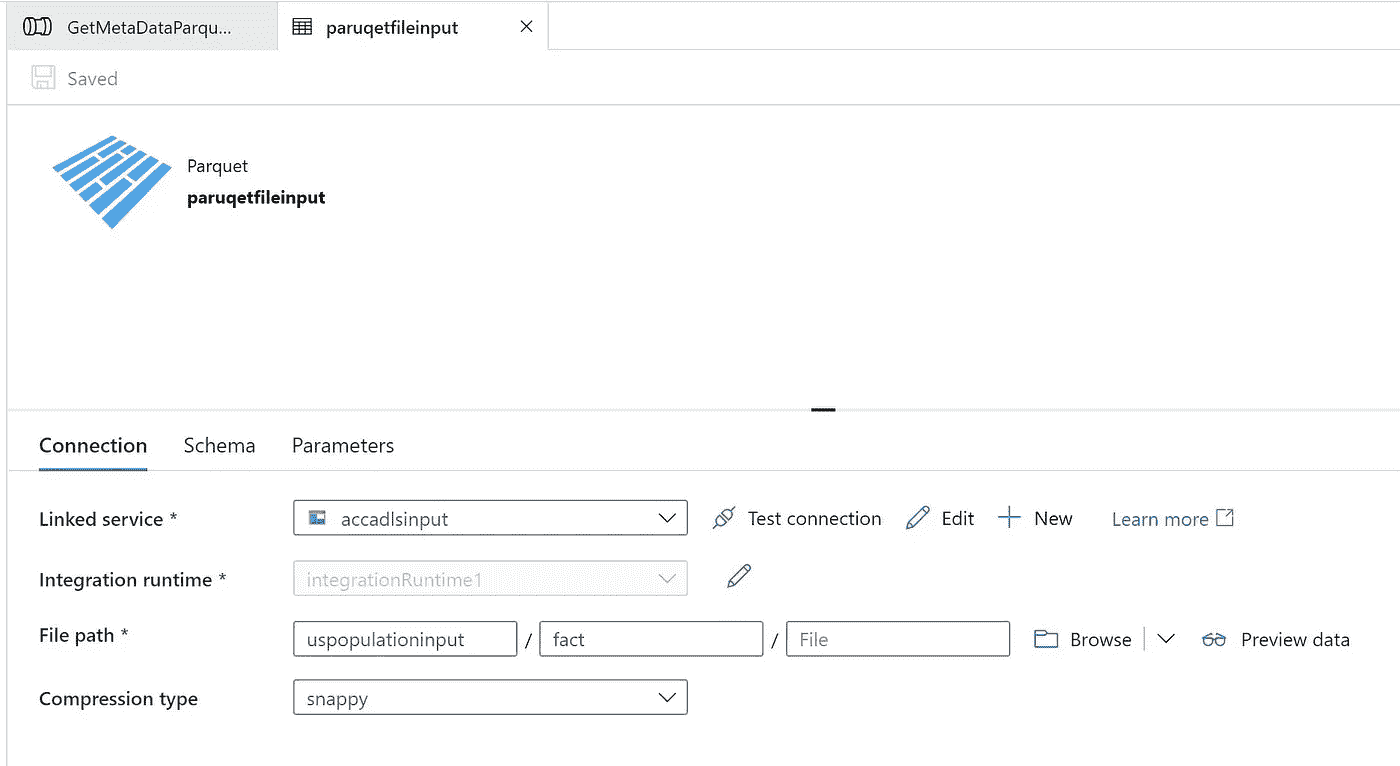 GetMetaDataParqu... paruqetfileinput
Saved
Parquet
paruqetfileinput
Connection Schema Parameters
Linked service * accadlsinput Test connection Edit New Learn more
Integration runtime * integrationRuntime1
File path * uspopulationinput / fact / File Browse Preview data
Compression type snappy